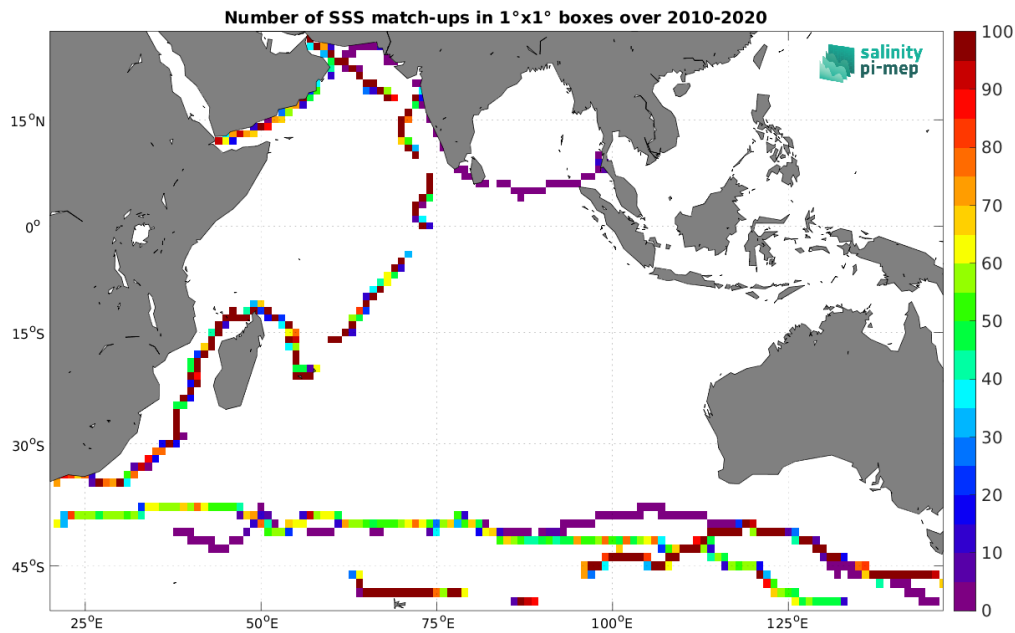 Number of SSS match-ups in 1°x1° boxes over 2010-2020
salinity
pi-mep
15°N
0°
15°S
30°S
45°S
25°E
50°E
75°E
100°E
125°E
100
90
80
70
60
50
40
30
20
10
0